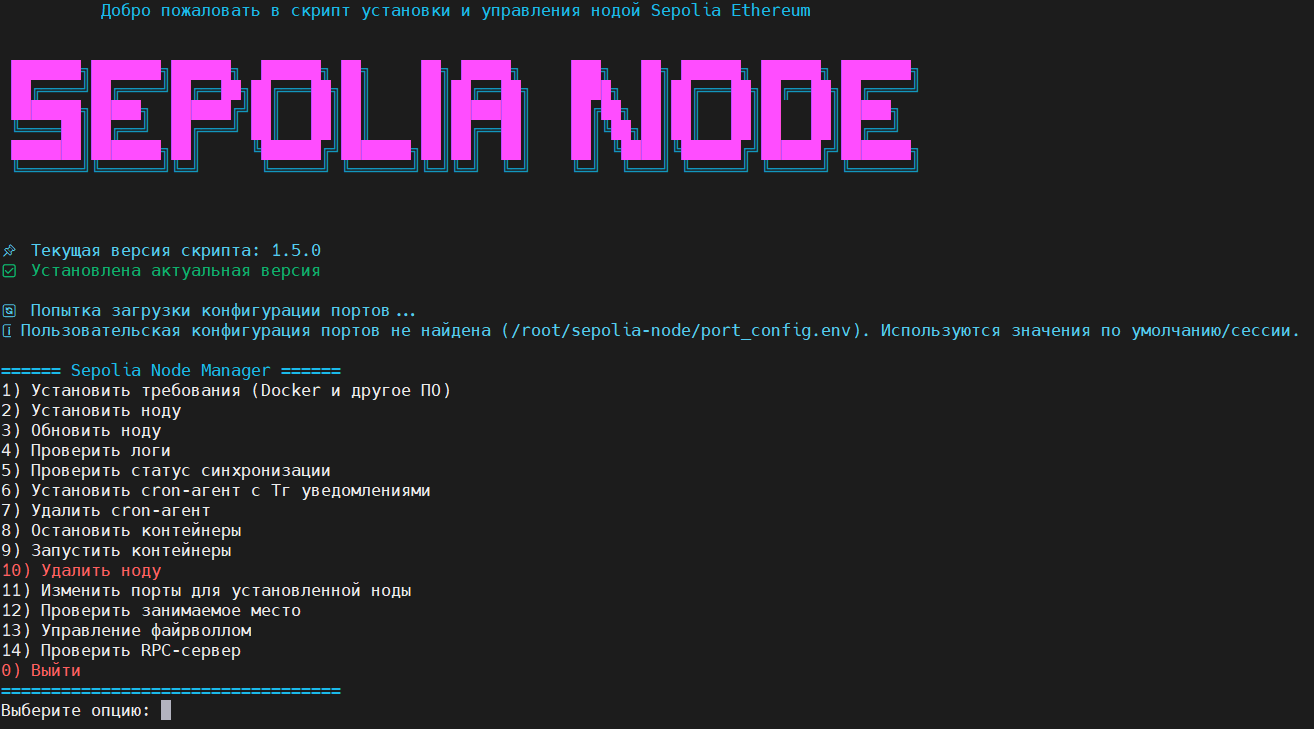 Добро пожаловать в скрипт установки и управления нодой Sepolia Ethereum
SEPOLIA NODE
Текущая версия скрипта: 1.5.0
Установлена актуальная версия
Попытка загрузки конфигурации портов...
Пользовательская конфигурация портов не найдена (/root/sepolia-node/port_config.env). Используются значения по умолчанию/сессии.
====== Sepolia Node Manager ======
1) Установить требования (Docker и другое ПО)
2) Установить ноду
3) Обновить ноду
4) Проверить логи
5) Проверить статус синхронизации
6) Установить cron-агент с Тг уведомлениями
7) Удалить cron-агент
8) Остановить контейнеры
9) Запустить контейнеры
10) Удалить ноду
11) Изменить порты для установленной ноды
12) Проверить занимаемое место
13) Управление файрволлом
14) Проверить RPC-сервер
0) Выйти
==================================
Выберите опцию: